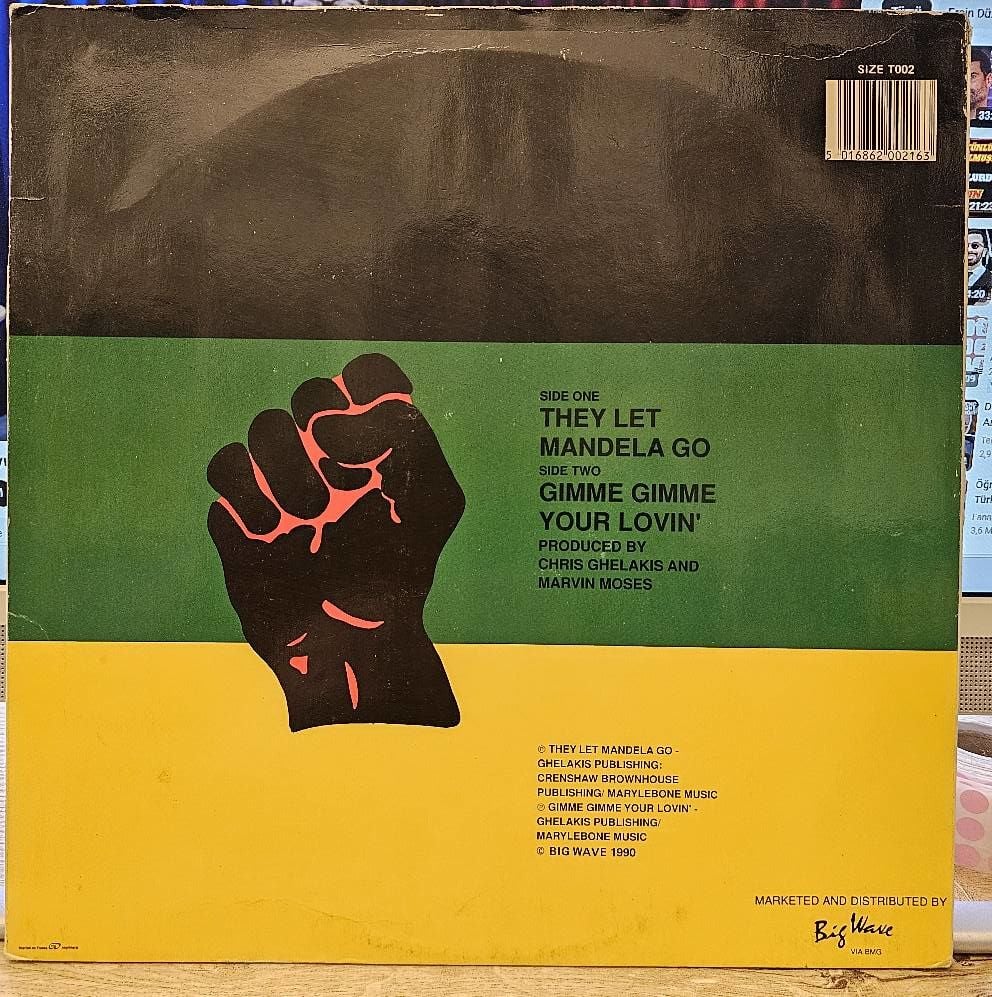 SIZE T002
5 016862 002163
SIDE ONE
THEY LET
MANDELA GO
SIDE TWO
GIMME GIMME
YOUR LOVIN'
PRODUCED BY
CHRIS GHELAKIS AND
MARVIN MOSES
℗ THEY LET MANDELA GO -
GHELAKIS PUBLISHING:
CRENSHAW BROWNHOUSE
PUBLISHING/ MARYLEBONE MUSIC
℗ GIMME GIMME YOUR LOVIN' -
GHELAKIS PUBLISHING/
MARYLEBONE MUSIC
© BIG WAVE 1990
MARKETED AND DISTRIBUTED BY
Big Wave
VIA BMG